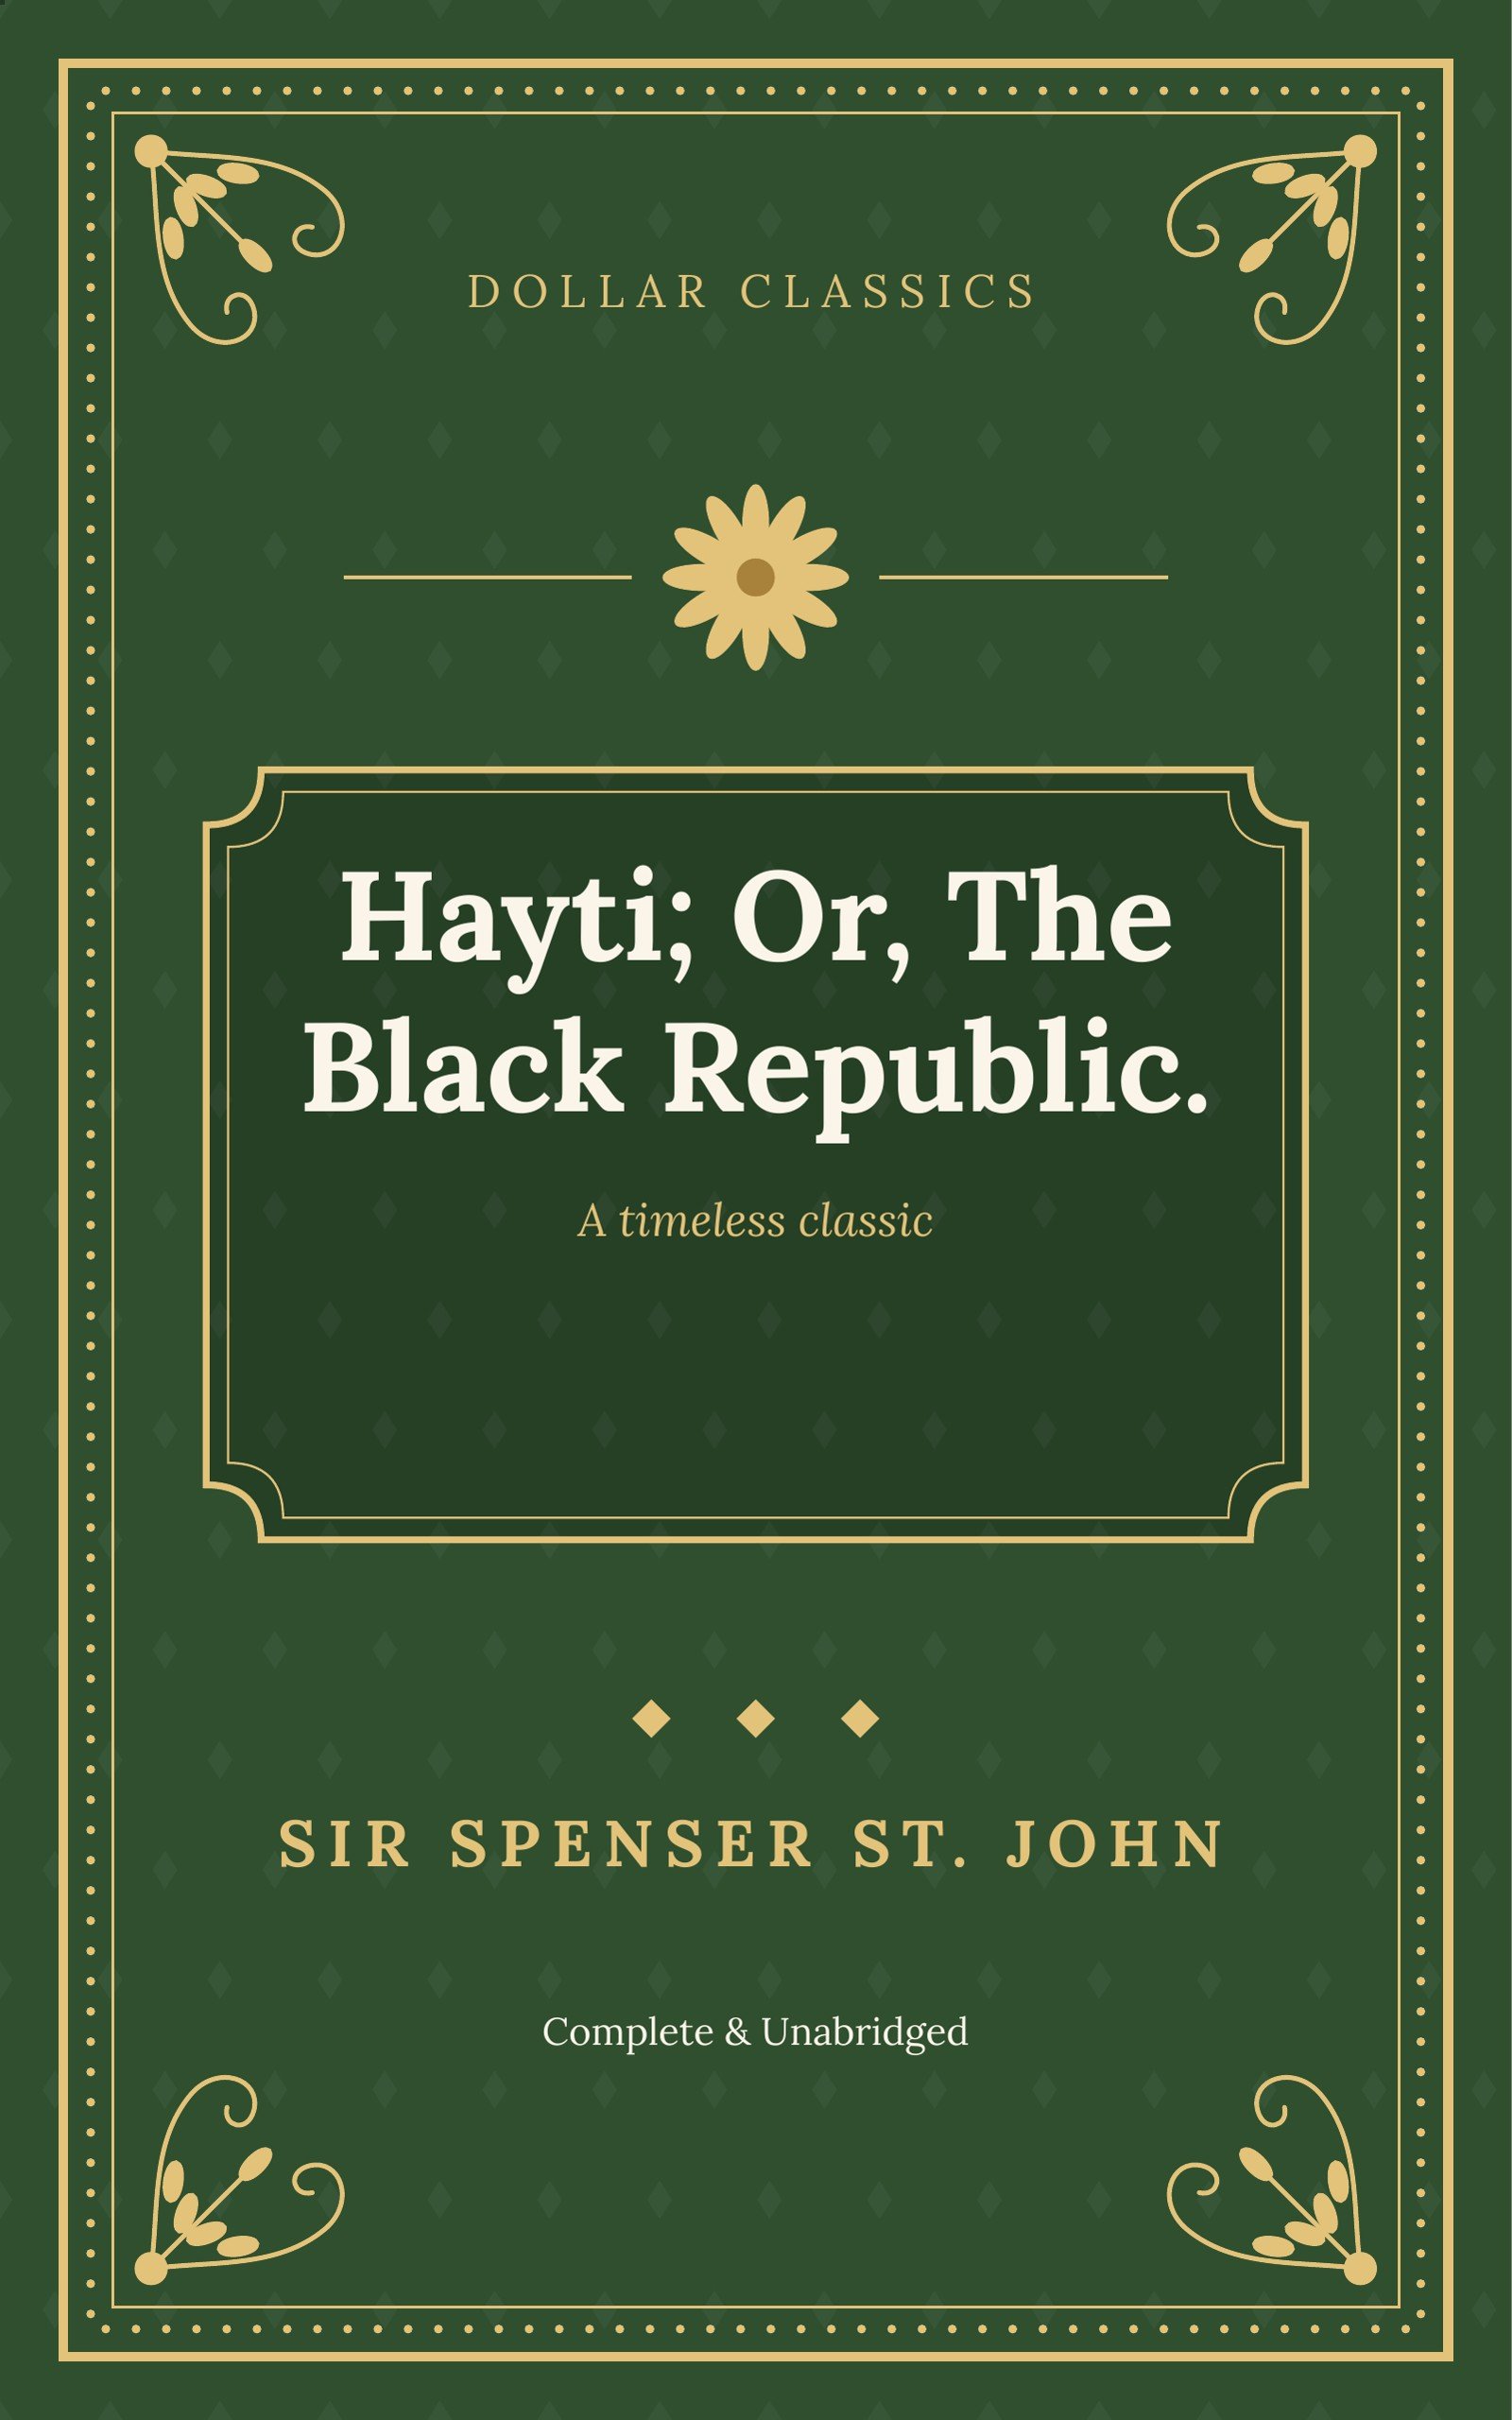 DOLLAR CLASSICS
Hayti; Or, The
Black Republic.
A timeless classic
SIR SPENSER ST. JOHN
Complete & Unabridged